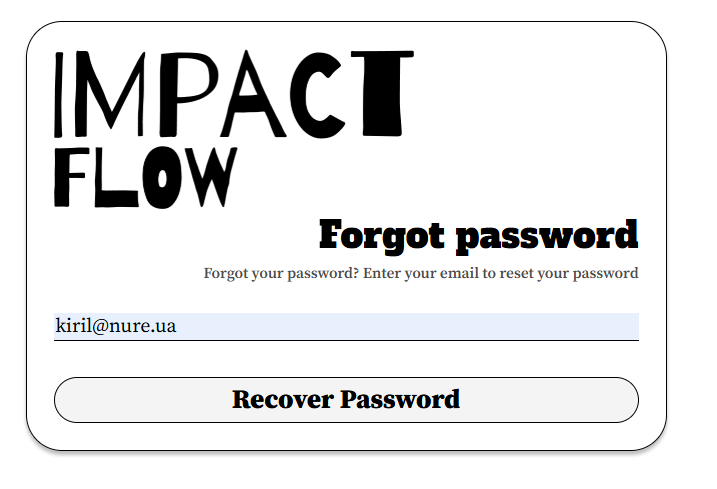 IMPACT
FLOW
Forgot password
Forgot your password? Enter your email to reset your password
kiril@nure.ua
Recover Password